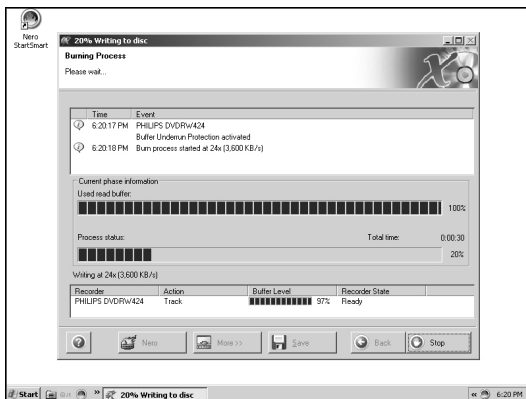 Nero
StartSmart
20% Writing to disc
Burning Process
Please wait...
Time Event
6:20:17 PM PHILIPS DVDRW424
Buffer Underrun Protection activated
6:20:18 PM Burn process started at 24x (3,600 KB/s)
Current phase information
Used read buffer:
100%
Process status: Total time: 0:00:30
20%
Writing at 24x (3,600 KB/s)
Recorder Action Buffer Level Recorder State
PHILIPS DVDRW424 Track 97% Ready
Nero More >> Save Back Stop
Start » 20% Writing to disc « 6:20 PM